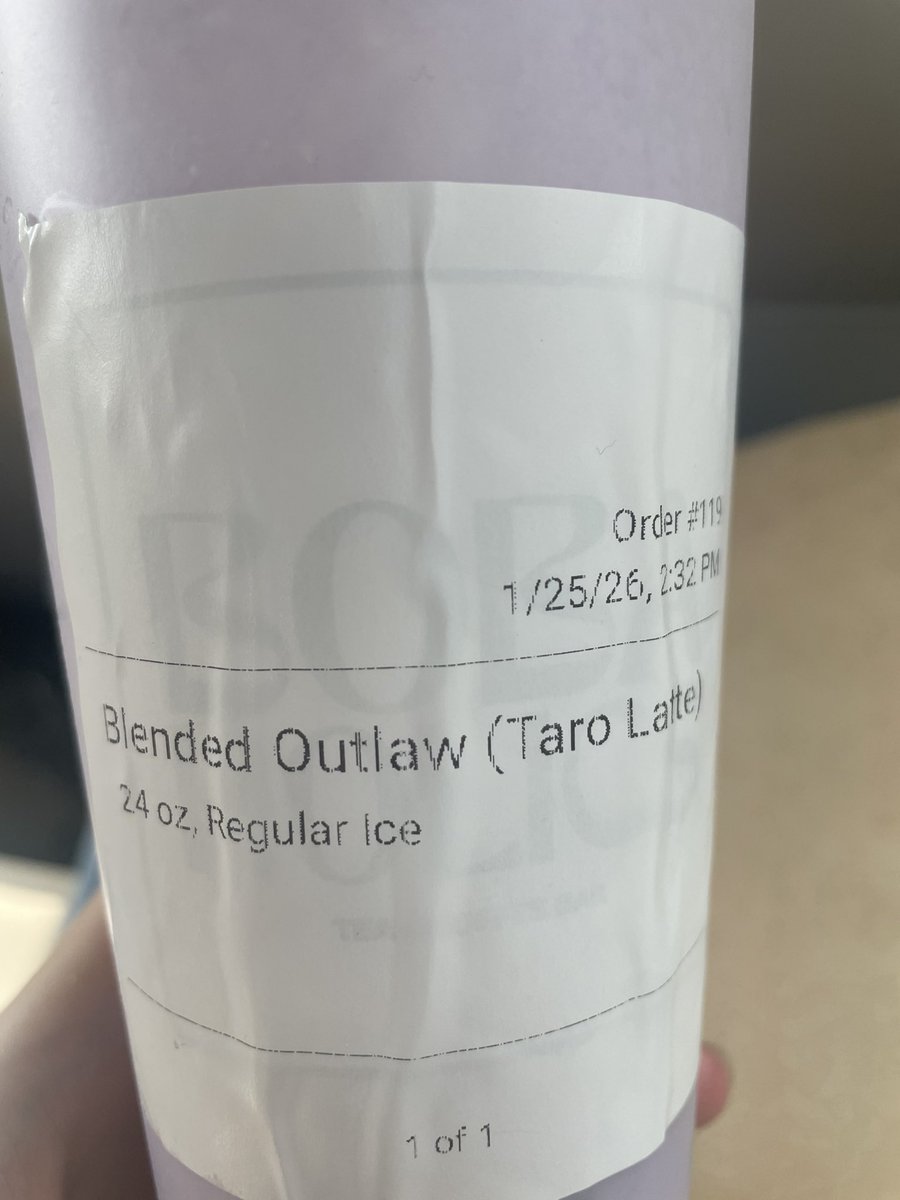 Order #119
1/25/26, 2:32 PM
Blended Outlaw (Taro Latte)
24 oz, Regular Ice
1 of 1
BOBA